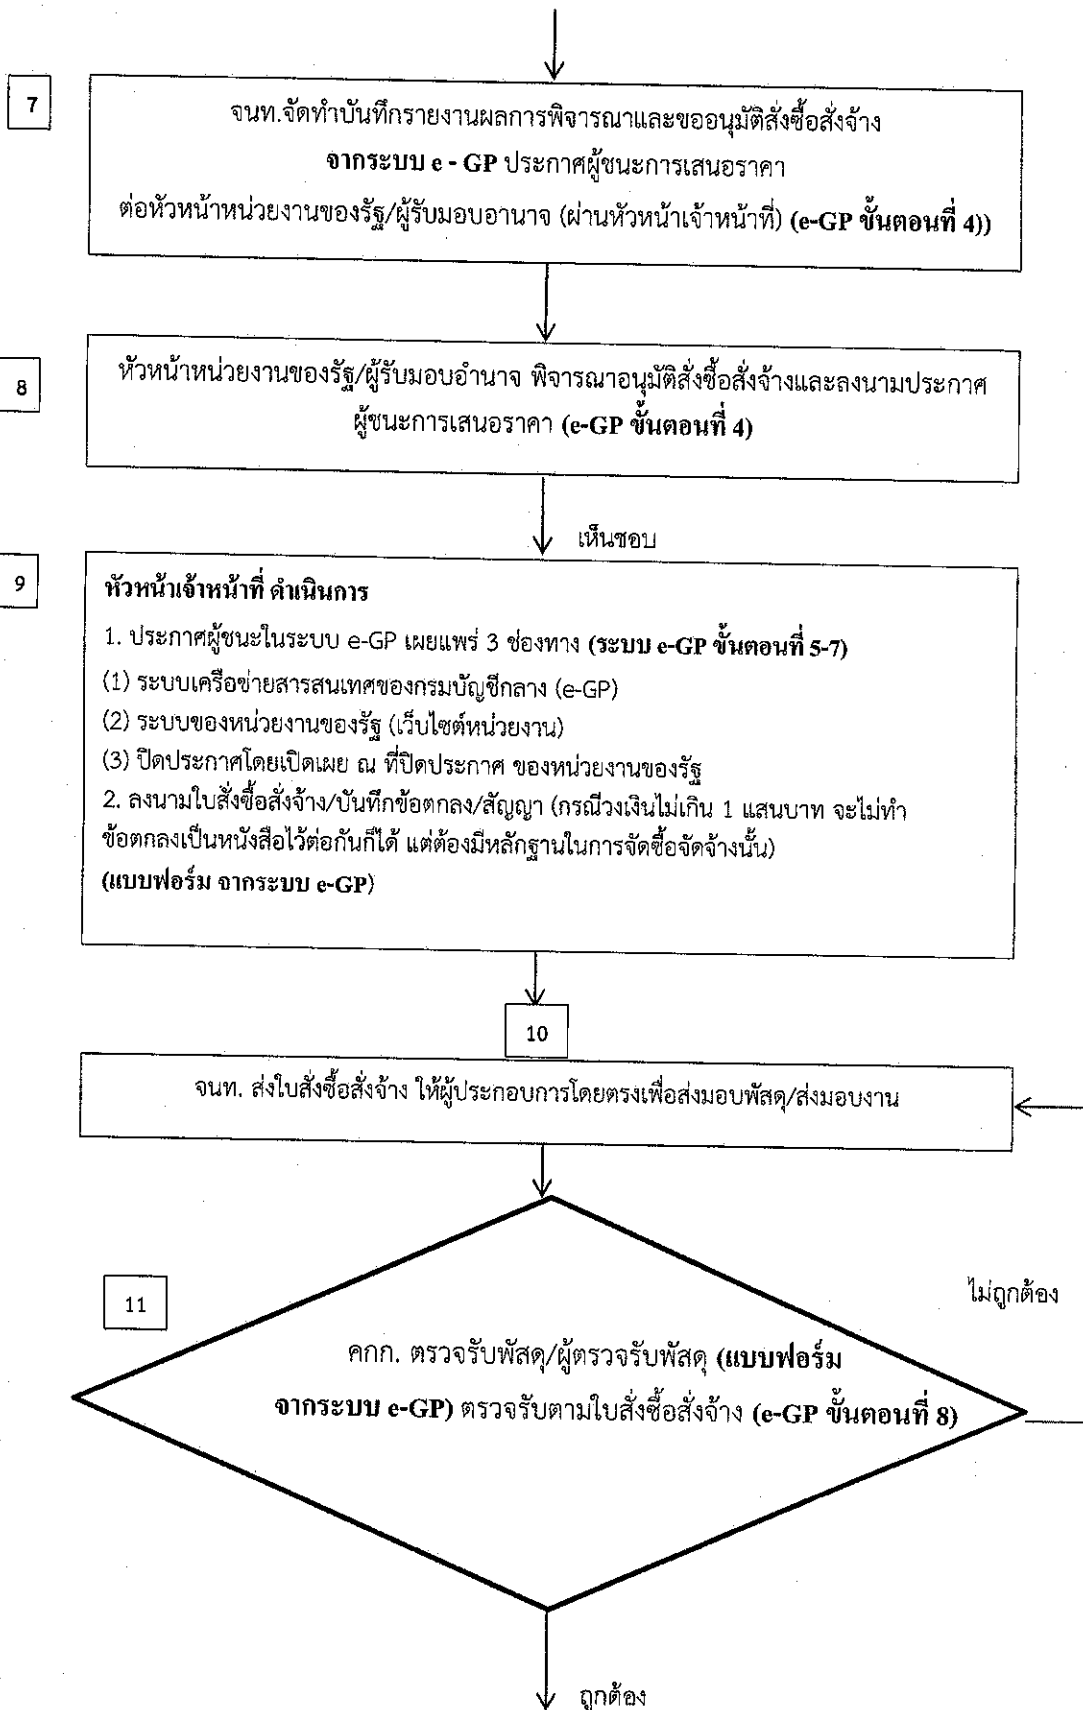 7
จนท.จัดทำบันทึกรายงานผลการพิจารณาและขออนุมัติสั่งซื้อสั่งจ้าง
จากระบบ e - GP ประกาศผู้ชนะการเสนอราคา
ต่อหัวหน้าหน่วยงานของรัฐ/ผู้รับมอบอานาจ (ผ่านหัวหน้าเจ้าหน้าที่) (e-GP ขั้นตอนที่ 4))
8
หัวหน้าหน่วยงานของรัฐ/ผู้รับมอบอำนาจ พิจารณาอนุมัติสั่งซื้อสั่งจ้างและลงนามประกาศ
ผู้ชนะการเสนอราคา (e-GP ขั้นตอนที่ 4)
เห็นชอบ
9
หัวหน้าเจ้าหน้าที่ ดำเนินการ
1. ประกาศผู้ชนะในระบบ e-GP เผยแพร่ 3 ช่องทาง (ระบบ e-GP ขั้นตอนที่ 5-7)
(1) ระบบเครือข่ายสารสนเทศของกรมบัญชีกลาง (e-GP)
(2) ระบบของหน่วยงานของรัฐ (เว็บไซต์หน่วยงาน)
(3) ปิดประกาศโดยเปิดเผย ณ ที่ปิดประกาศ ของหน่วยงานของรัฐ
2. ลงนามใบสั่งซื้อสั่งจ้าง/บันทึกข้อตกลง/สัญญา (กรณีวงเงินไม่เกิน 1 แสนบาท จะไม่ทำ
ข้อตกลงเป็นหนังสือไว้ต่อกันก็ได้ แต่ต้องมีหลักฐานในการจัดซื้อจัดจ้างนั้น)
(แบบฟอร์ม จากระบบ e-GP)
10
จนท. ส่งใบสั่งซื้อสั่งจ้าง ให้ผู้ประกอบการโดยตรงเพื่อส่งมอบพัสดุ/ส่งมอบงาน
11
ไม่ถูกต้อง
คกก. ตรวจรับพัสดุ/ผู้ตรวจรับพัสดุ (แบบฟอร์ม
จากระบบ e-GP) ตรวจรับตามใบสั่งซื้อสั่งจ้าง (e-GP ขั้นตอนที่ 8)
ถูกต้อง